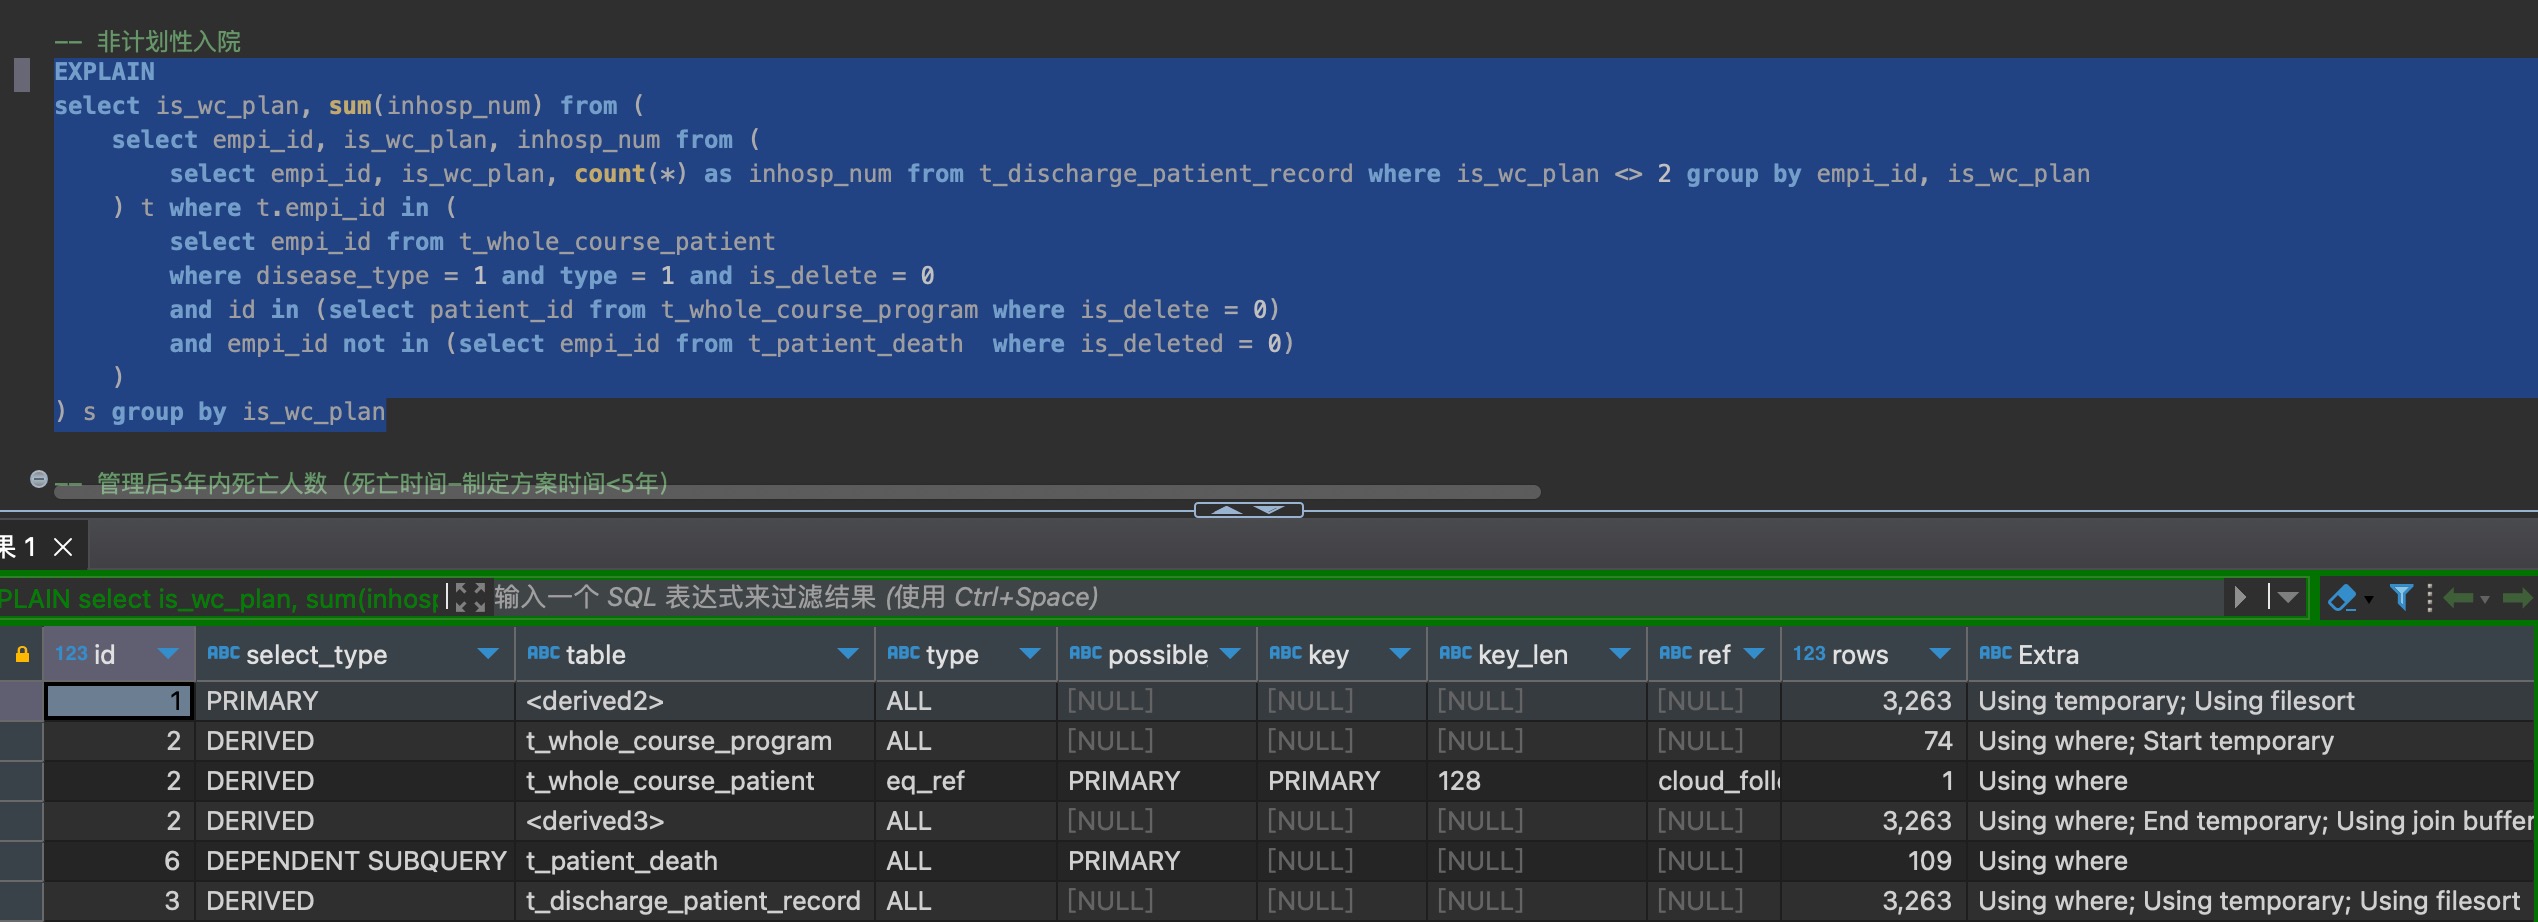 -- 非计划性入院
EXPLAIN
select is_wc_plan, sum(inhosp_num) from (
select empi_id, is_wc_plan, inhosp_num from (
select empi_id, is_wc_plan, count(*) as inhosp_num from t_discharge_patient_record where is_wc_plan <> 2 group by empi_id, is_wc_plan
) t where t.empi_id in (
select empi_id from t_whole_course_patient
where disease_type = 1 and type = 1 and is_delete = 0
and id in (select patient_id from t_whole_course_program where is_delete = 0)
and empi_id not in (select empi_id from t_patient_death  where is_deleted = 0)
)
) s group by is_wc_plan
-- 管理后5年内死亡人数（死亡时间-制定方案时间<5年）
果 1
PLAIN select is_wc_plan, sum(inhosp 输入一个 SQL 表达式来过滤结果 (使用 Ctrl+Space)
123 id ABC select_type ABC table ABC type ABC possible ABC key ABC key_len ABC ref 123 rows ABC Extra
1 PRIMARY <derived2> ALL [NULL] [NULL] [NULL] [NULL] 3,263 Using temporary; Using filesort
2 DERIVED t_whole_course_program ALL [NULL] [NULL] [NULL] [NULL] 74 Using where; Start temporary
2 DERIVED t_whole_course_patient eq_ref PRIMARY PRIMARY 128 cloud_foll 1 Using where
2 DERIVED <derived3> ALL [NULL] [NULL] [NULL] [NULL] 3,263 Using where; End temporary; Using join buffer
6 DEPENDENT SUBQUERY t_patient_death ALL PRIMARY [NULL] [NULL] [NULL] 109 Using where
3 DERIVED t_discharge_patient_record ALL [NULL] [NULL] [NULL] [NULL] 3,263 Using where; Using temporary; Using filesort